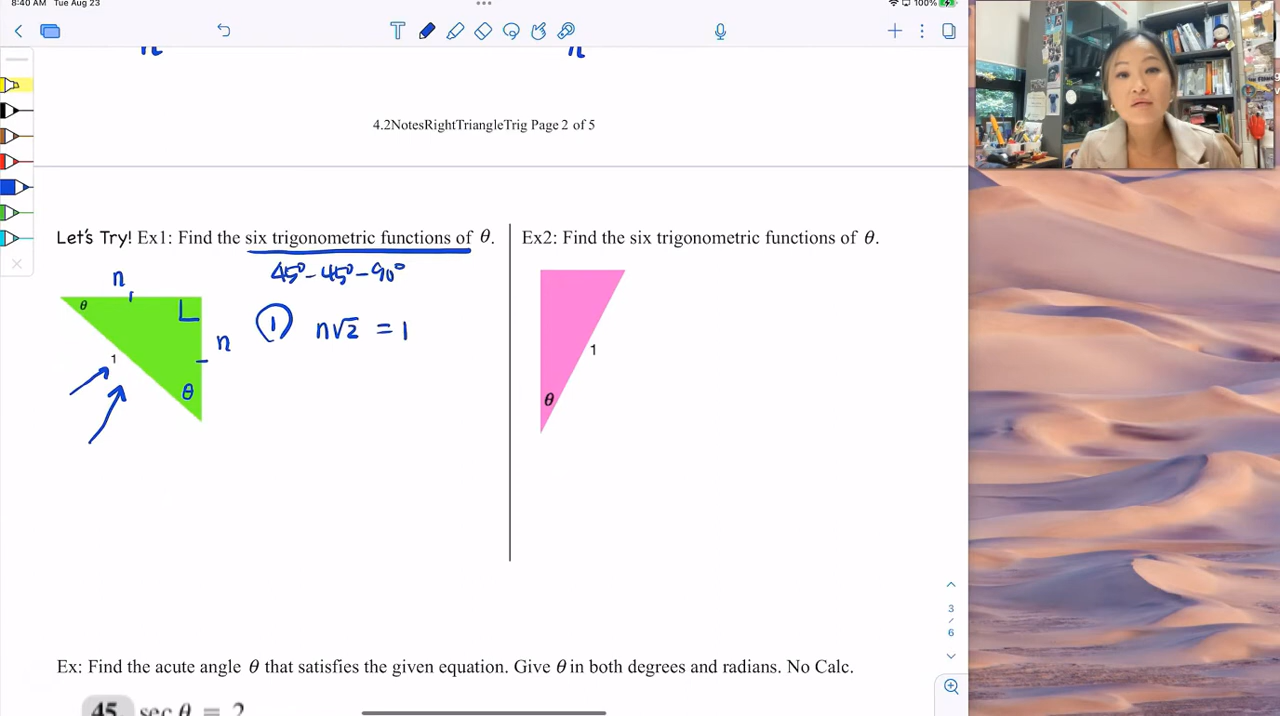 8:40 AM Tue Aug 23
100%
n
n
4.2NotesRightTriangleTrig Page 2 of 5
Let's Try! Ex1: Find the six trigonometric functions of θ.
45°-45°-90°
n
θ
① n√2 = 1
n
1
θ
Ex2: Find the six trigonometric functions of θ.
1
θ
3
/
6
Ex: Find the acute angle θ that satisfies the given equation. Give θ in both degrees and radians. No Calc.
45 sec θ = 2